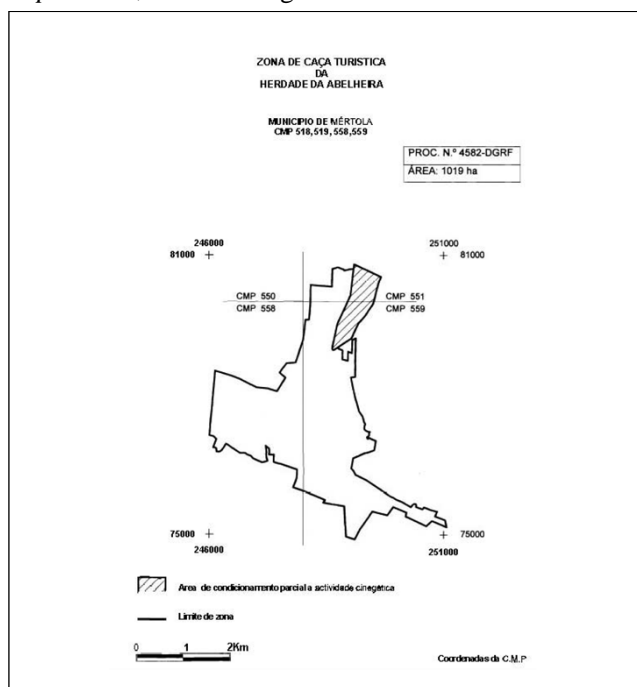 ZONA DE CAÇA TURISTICA
DA
HERDADE DA ABELHEIRA
MUNICIPIO DE MÉRTOLA
CMP 518,519,558,559
PROC. N.º 4582-DGRF
ÁREA: 1019 ha
246000
81000
251000
81000
CMP 550
CMP 551
CMP 558
CMP 559
75000
246000
75000
251000
Area de condicionamento parcial a actividade cinegética
Limite de zona
0 1 2Km
Coordenadas da C.M.P